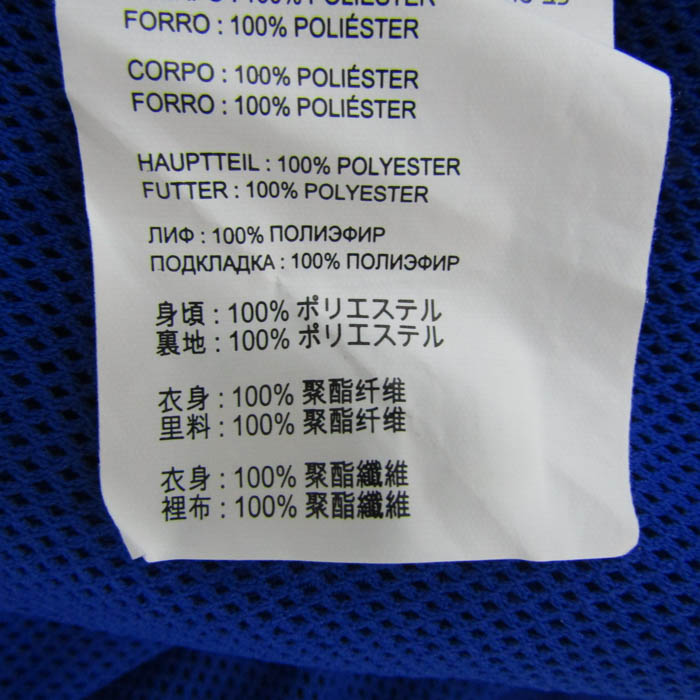 : 100% POLIÉSTER
FORRO : 100% POLIÉSTER
CORPO : 100% POLIÉSTER
FORRO : 100% POLIÉSTER
HAUPTTEIL : 100% POLYESTER
FUTTER : 100% POLYESTER
ЛИФ : 100% ПОЛИЭФИР
ПОДКЛАДКА : 100% ПОЛИЭФИР
身頃 : 100% ポリエステル
裏地 : 100% ポリエステル
衣身 : 100% 聚酯纤维
里料 : 100% 聚酯纤维
衣身 : 100% 聚酯纖維
裡布 : 100% 聚酯纖維